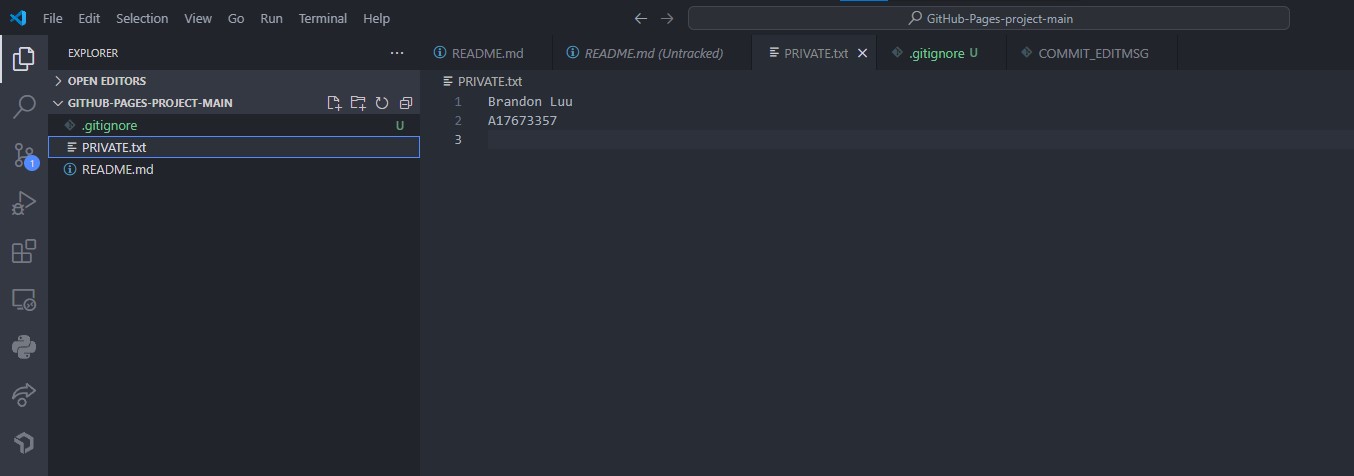 File Edit Selection View Go Run Terminal Help
GitHub-Pages-project-main
EXPLORER
OPEN EDITORS
GITHUB-PAGES-PROJECT-MAIN
.gitignore U
PRIVATE.txt
README.md
1
README.md
README.md (Untracked)
PRIVATE.txt
.gitignore U
COMMIT_EDITMSG
PRIVATE.txt
1 Brandon Luu
2 A17673357
3